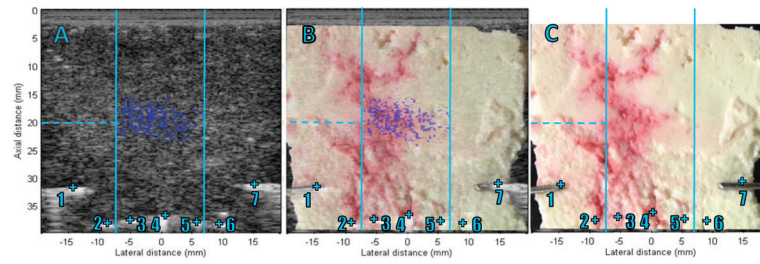 A B C
0
5
10
15
20
25
30
35
Axial distance (mm)
1 2 3 4 5 6 7
1 2 3 4 5 6 7
1 2 3 4 5 6 7
-15 -10 -5 0 5 10 15
-15 -10 -5 0 5 10 15
-15 -10 -5 0 5 10 15
Lateral distance (mm)
Lateral distance (mm)
Lateral distance (mm)